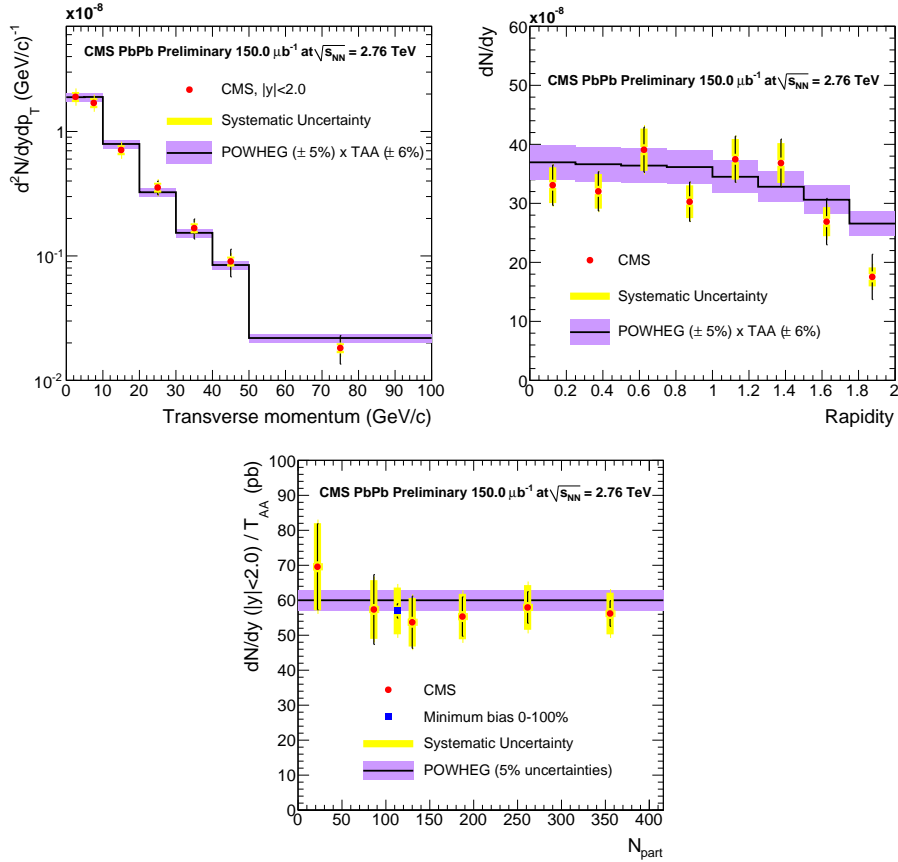 ×10⁻⁸
CMS PbPb Preliminary 150.0 μb⁻¹ at √s_NN = 2.76 TeV
CMS, |y|<2.0
Systematic Uncertainty
POWHEG (± 5%) x TAA (± 6%)
d²N/dydp_T (GeV/c)⁻¹
1
10⁻¹
10⁻²
0 10 20 30 40 50 60 70 80 90 100
Transverse momentum (GeV/c)
×10⁻⁸
CMS PbPb Preliminary 150.0 μb⁻¹ at √s_NN = 2.76 TeV
dN/dy
60
50
40
30
20
10
0
CMS
Systematic Uncertainty
POWHEG (± 5%) x TAA (± 6%)
0 0.2 0.4 0.6 0.8 1 1.2 1.4 1.6 1.8 2
Rapidity
CMS PbPb Preliminary 150.0 μb⁻¹ at √s_NN = 2.76 TeV
dN/dy (|y|<2.0) / T_AA (pb)
100
90
80
70
60
50
40
30
20
10
0
CMS
Minimum bias 0-100%
Systematic Uncertainty
POWHEG (5% uncertainties)
0 50 100 150 200 250 300 350 400
N_part